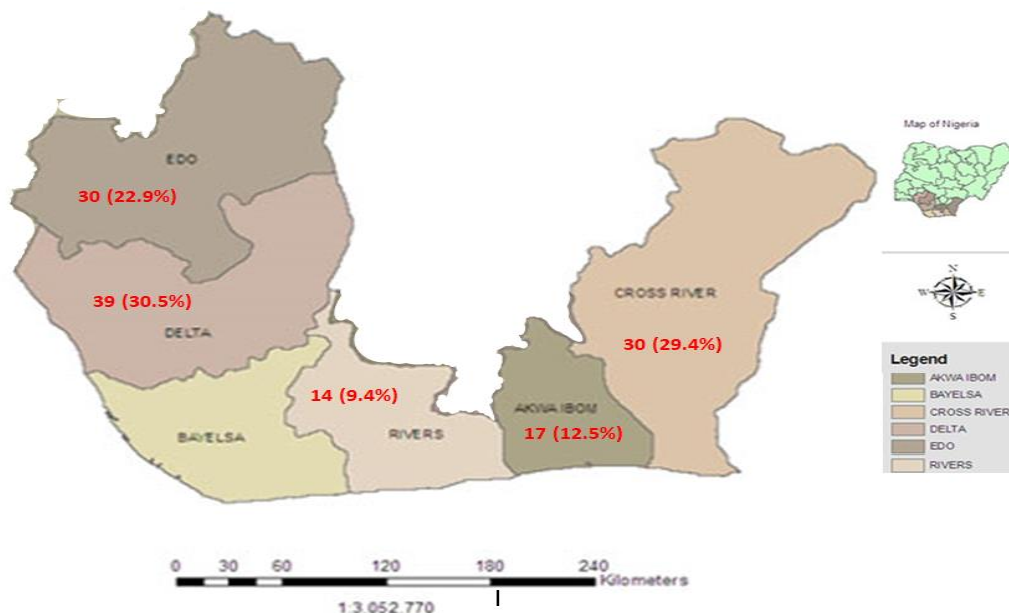 Map of Nigeria
EDO
30 (22.9%)
39 (30.5%)
DELTA
CROSS RIVER
30 (29.4%)
14 (9.4%)
RIVERS
BAYELSA
AKWA IBOM
17 (12.5%)
N
W E
S
Legend
AKWA IBOM
BAYELSA
CROSS RIVER
DELTA
EDO
RIVERS
0 30 60 120 180 240
Kilometers
1:3,052,770